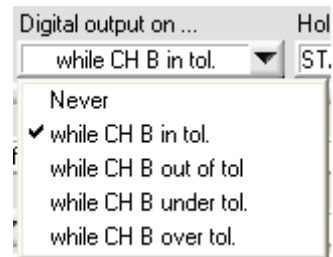 Digital output on ... Hol
while CH B in tol. ST.
Never
while CH B in tol.
while CH B out of tol
while CH B under tol.
while CH B over tol.